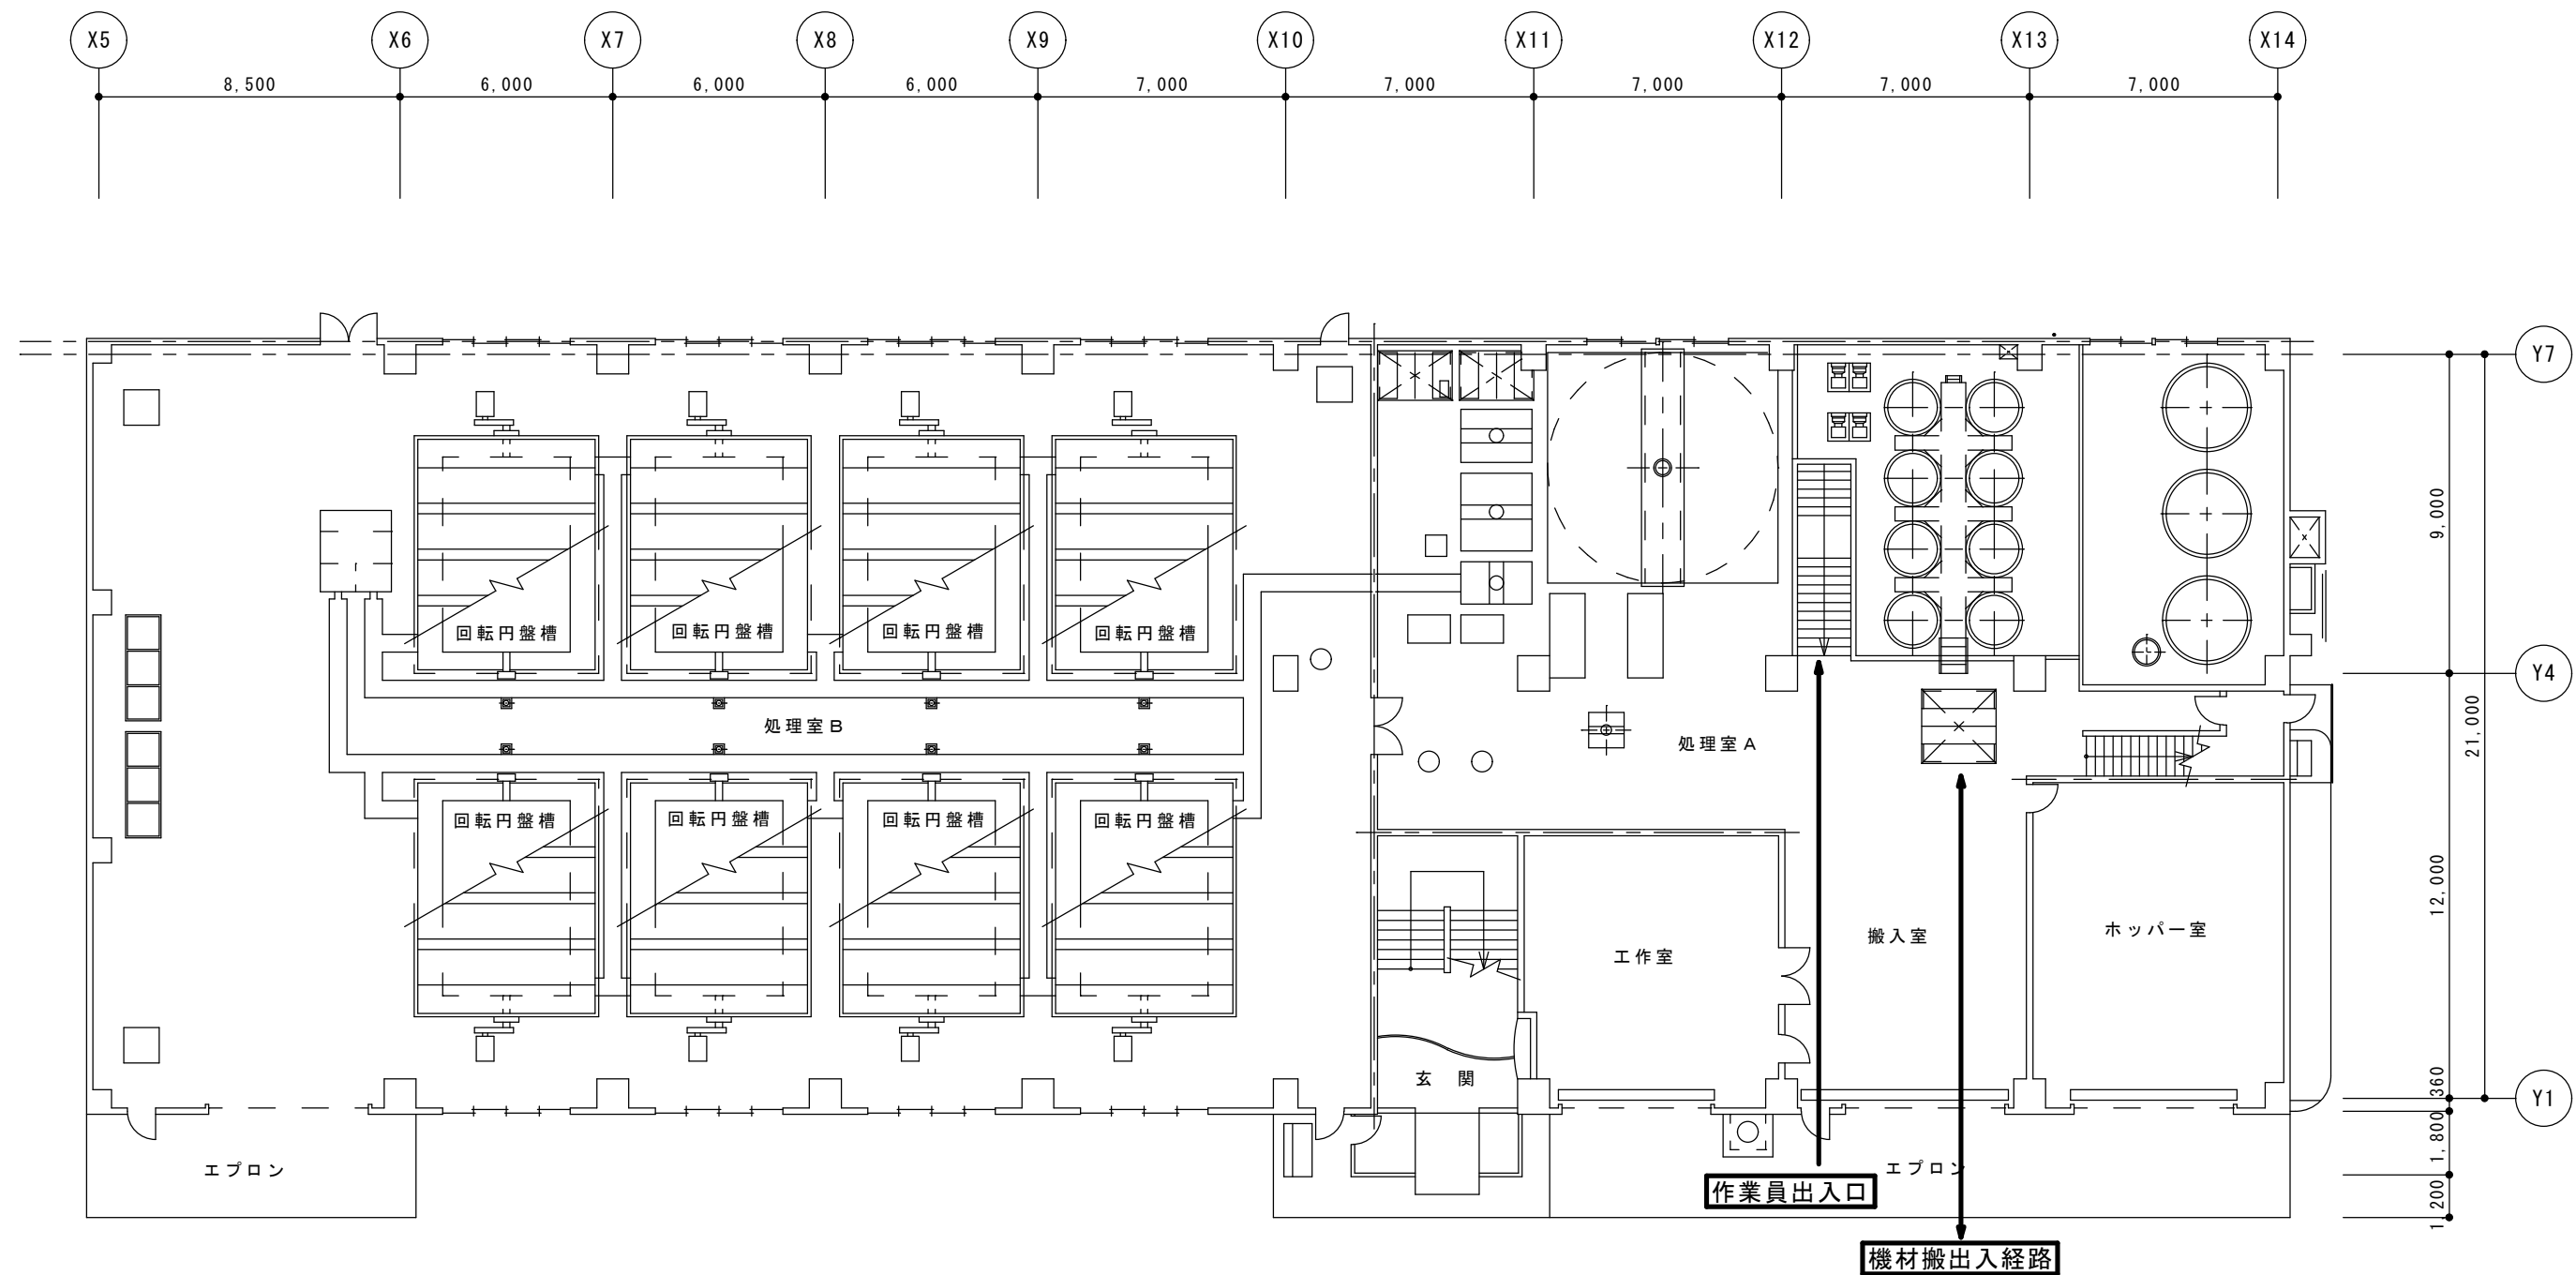 X5 X6 X7 X8 X9 X10 X11 X12 X13 X14
8,500 6,000 6,000 6,000 7,000 7,000 7,000 7,000 7,000
Y7
9,000
回転円盤槽 回転円盤槽 回転円盤槽 回転円盤槽
Y4
21,000
処理室B
処理室A
回転円盤槽 回転円盤槽 回転円盤槽 回転円盤槽
12,000
搬入室
ホッパー室
工作室
玄 関
360
Y1
1,800
エプロン
エプロン
作業員出入口
1,200
機材搬出入経路